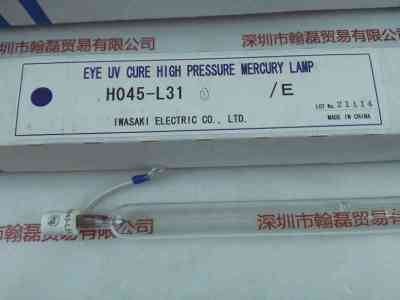 深圳市翰磊贸易有限公司 深圳市翰磊贸易有限公司
EYE UV CURE HIGH PRESSURE MERCURY LAMP
H045-L31 /E
LOT No. 21114
IWASAKI ELECTRIC CO., LTD. MADE IN CHINA
深圳市翰磊贸易有限公司 深圳市翰磊贸易有限公司